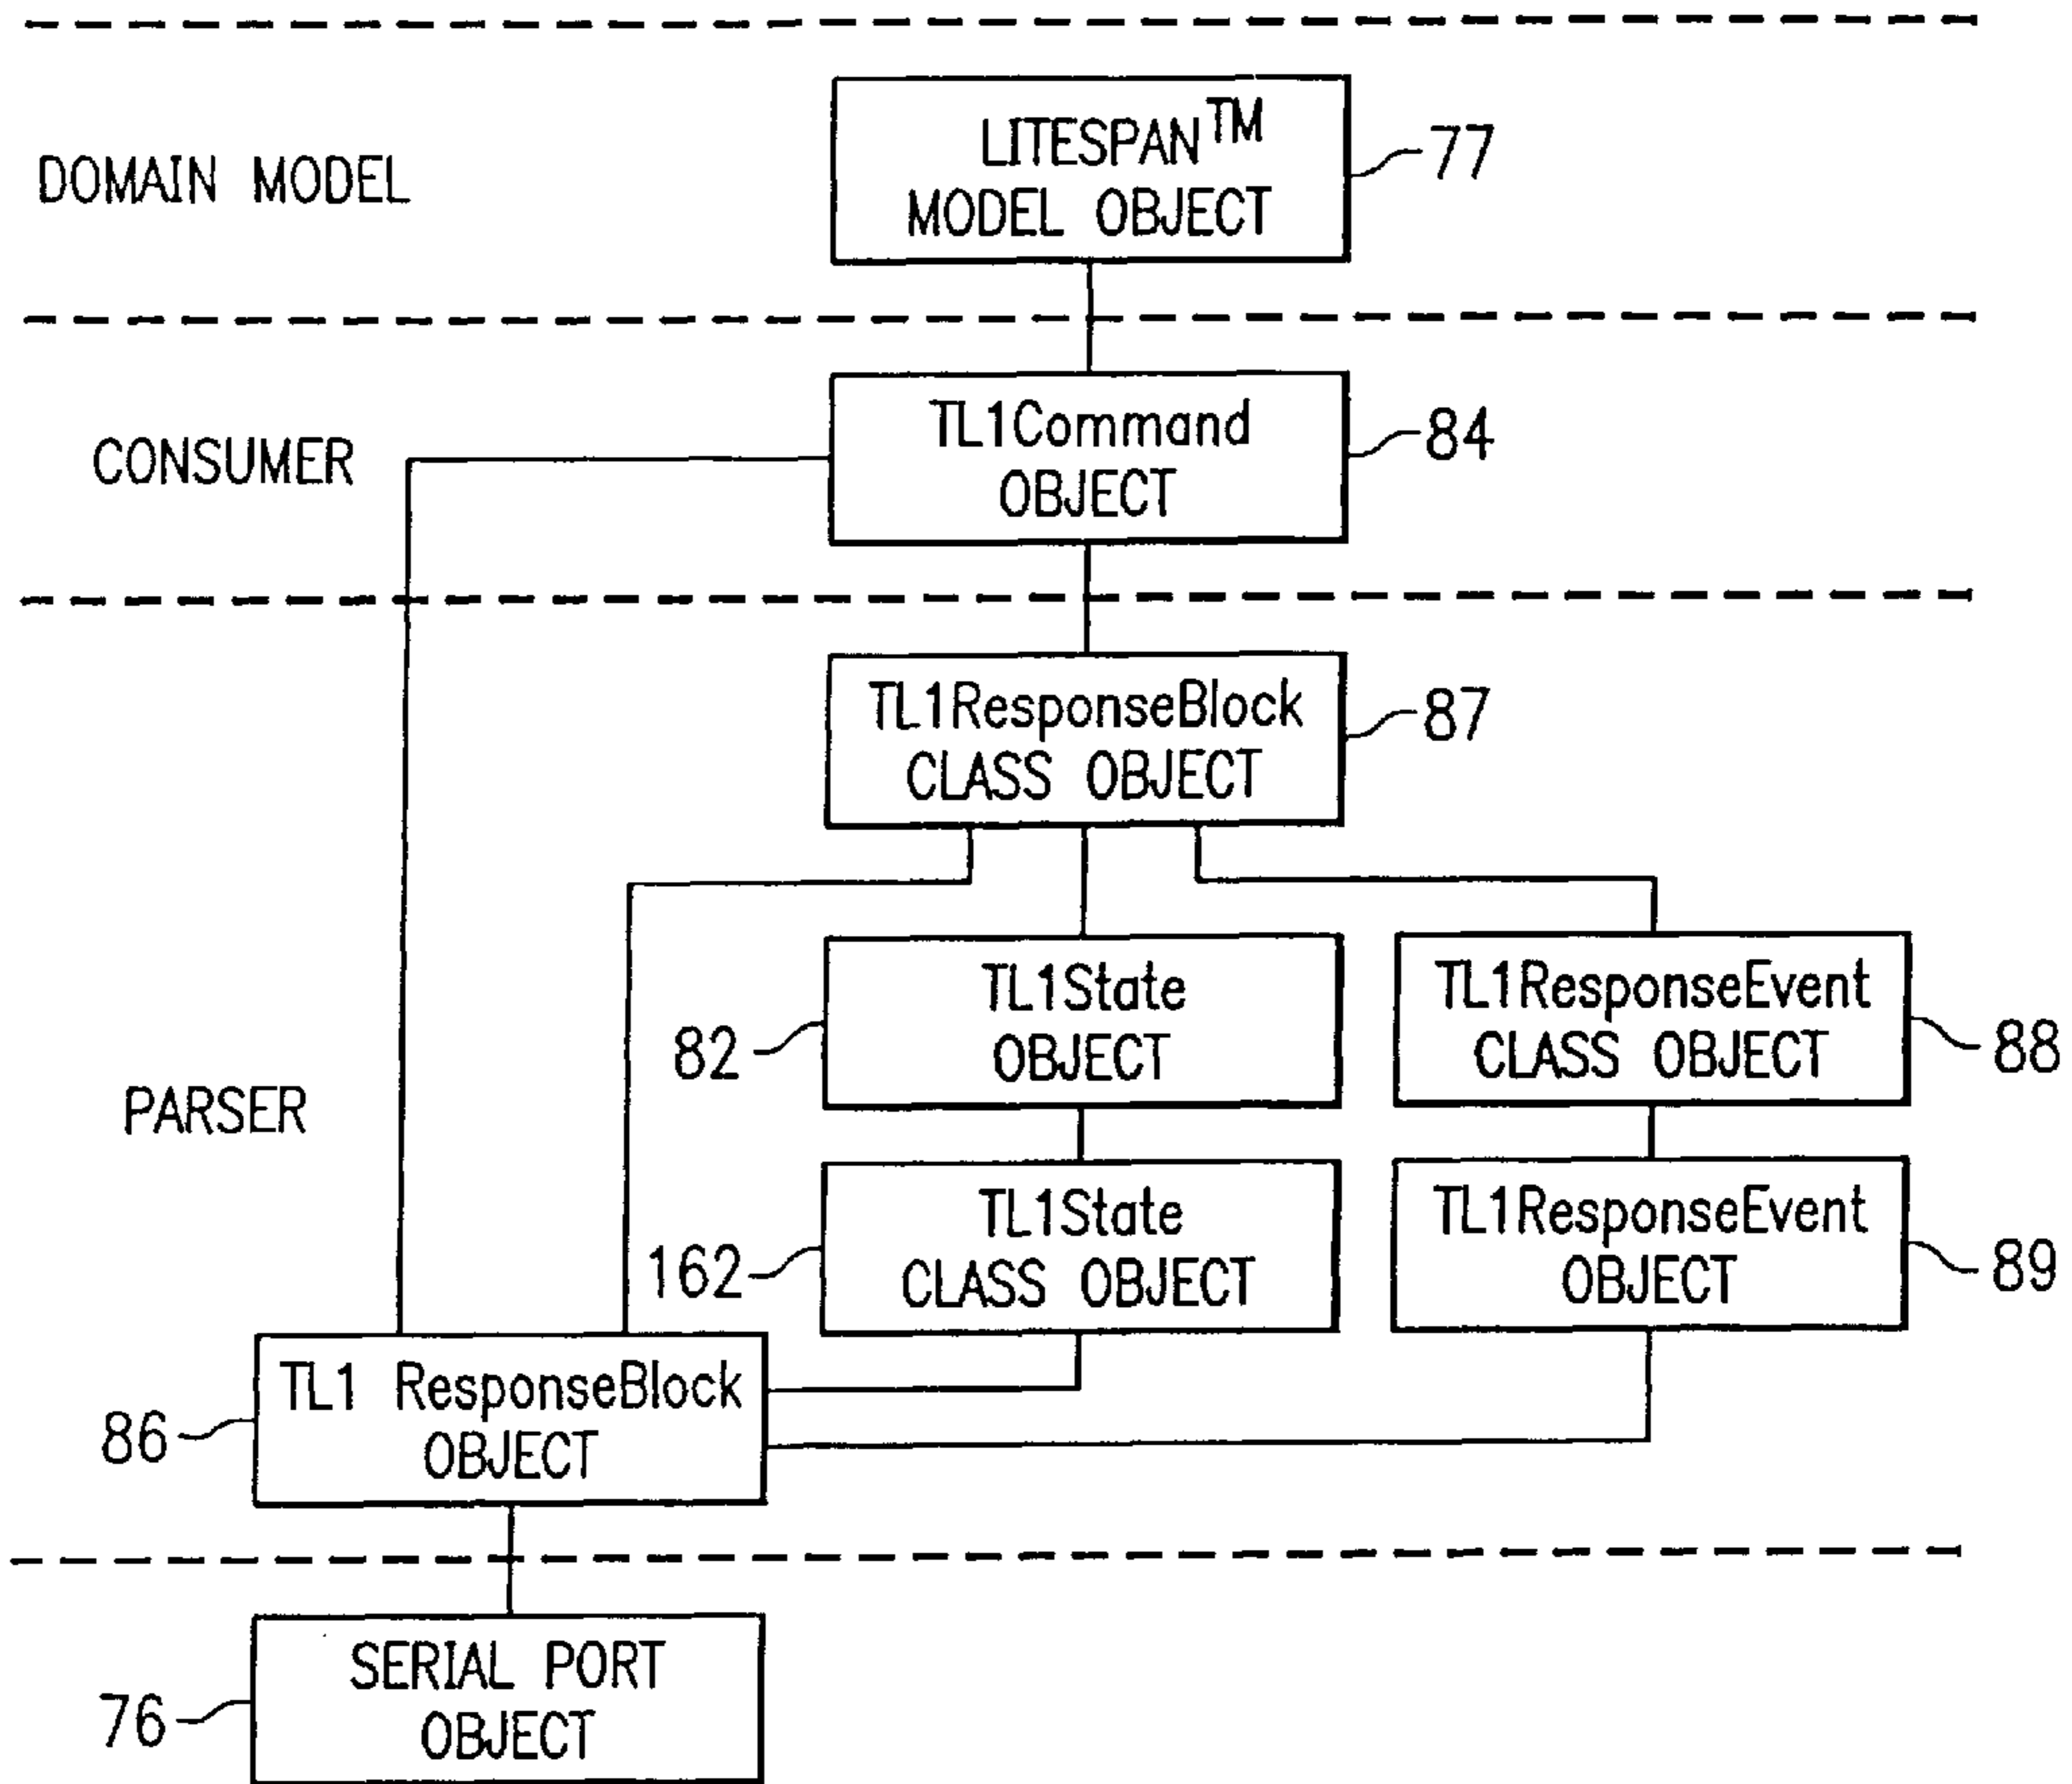 DOMAIN MODEL
LITESPAN™
MODEL OBJECT
77
CONSUMER
TL1Command
OBJECT
84
TL1ResponseBlock
CLASS OBJECT
87
PARSER
TL1State
OBJECT
82
TL1ResponseEvent
CLASS OBJECT
88
TL1State
CLASS OBJECT
162
TL1ResponseEvent
OBJECT
89
TL1 ResponseBlock
OBJECT
86
SERIAL PORT
OBJECT
76